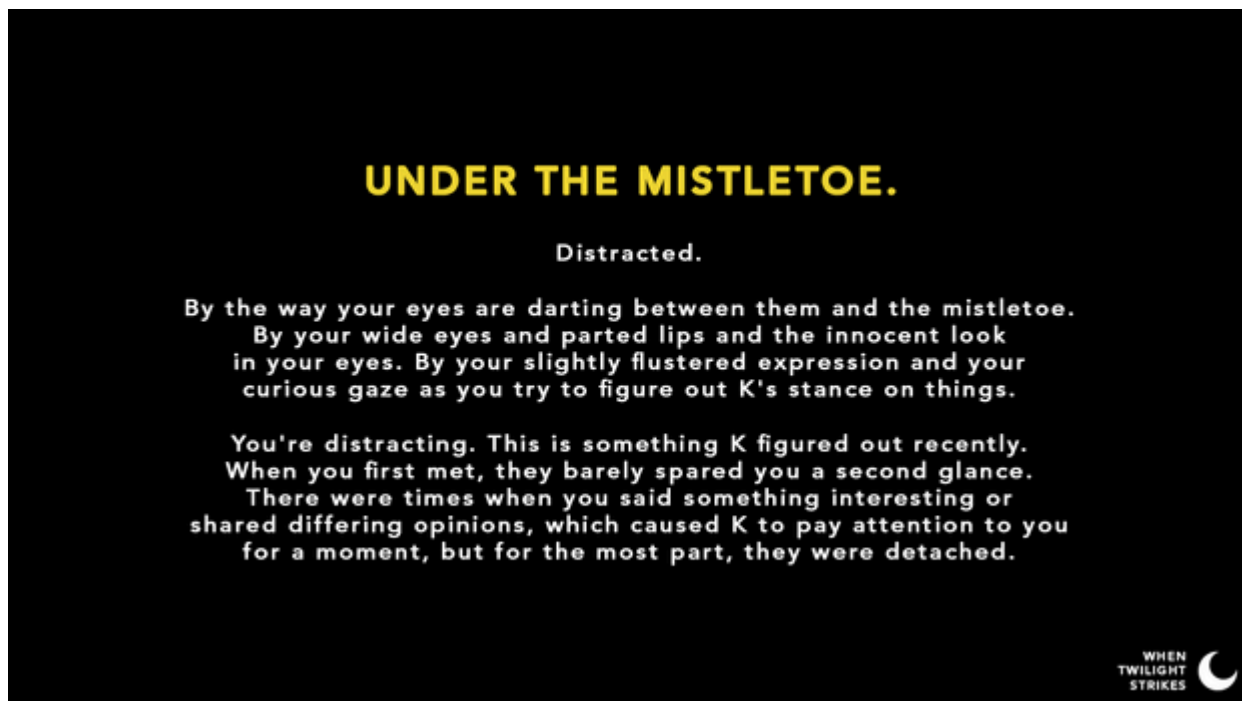 UNDER THE MISTLETOE.
Distracted.
By the way your eyes are darting between them and the mistletoe.
By your wide eyes and parted lips and the innocent look
in your eyes. By your slightly flustered expression and your
curious gaze as you try to figure out K's stance on things.
You're distracting. This is something K figured out recently.
When you first met, they barely spared you a second glance.
There were times when you said something interesting or
shared differing opinions, which caused K to pay attention to you
for a moment, but for the most part, they were detached.
WHEN
TWILIGHT
STRIKES